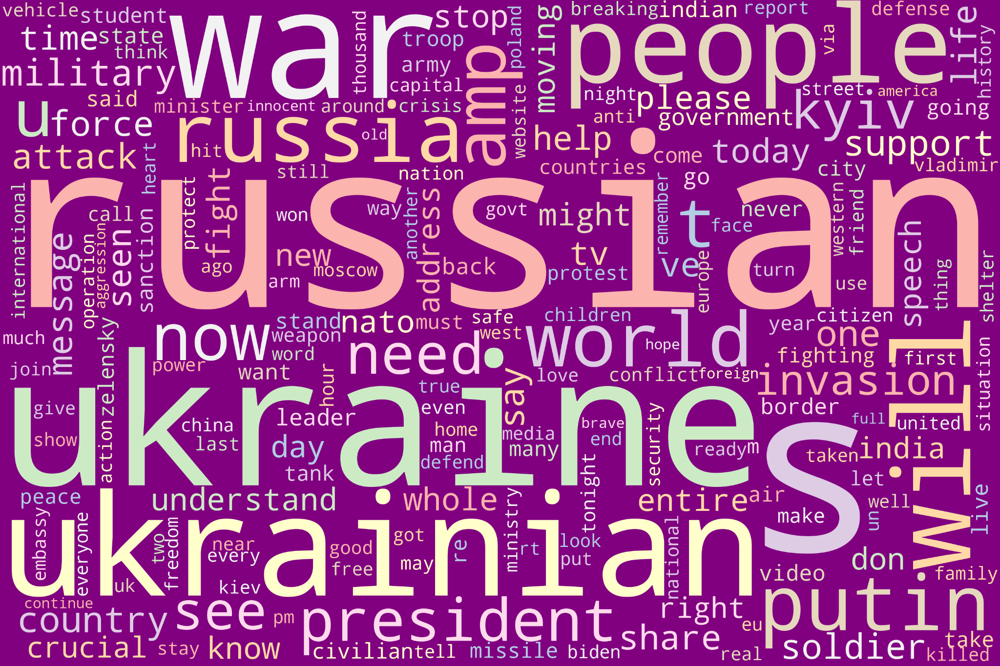 vehicle
student
war
stop
breaking
indian
report
defense
people
time
state
think
thousand
troop
poland
moving
via
life
history
military
army
capital
amp
night
street
america
said
minister
innocent
around
crisis
website
please
kyiv
going
u
force
russia
old
anti
government
attack
hit
help
today
support
heart
still
nation
countries
come
city
vladimir
russian
international
call
sanction
protect
fight
won
way
another
address
govt
might
remember
go
t
never
western
friend
message
operation
aggression
seen
ago
new
moscow
arm
back
tv
protest
ve
face
europe
turn
use
speech
thing
shelter
much
now
stand
weapon
word
nato
must
safe
west
children
world
hope
year
citizen
one
join
zelensky
power
want
hour
need
say
love
conflict
foreign
fighting
first
invasion
situation
ukraine
give
show
action
china
last
leader
day
tank
true
even
home
man
defend
media
many
brave
end
security
ready
m
s
border
full
united
taken
india
will
let
peace
understand
whole
ministry
tonight
entire
air
make
un
well
live
ukrainian
embassy
everyone
two
freedom
near
every
uk
kiev
good
free
got
may
re
rt
look
put
national
don
video
family
continue
country
see
pm
president
right
eu
putin
crucial
stay
know
civilian
tell
missile
biden
share
real
soldier
take
killed